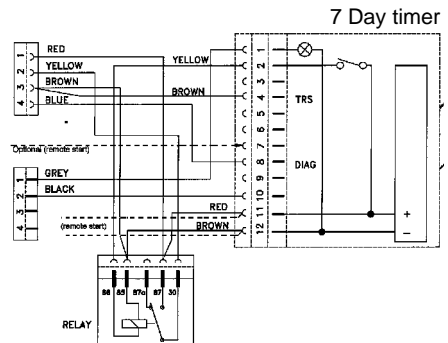 7 Day timer
1 RED
2 YELLOW
3 BROWN
4 BLUE
YELLOW
BROWN
1
2
3
4
5
6
7
8
9
10
11
12
TRS
DIAG
Optional (remote start)
1 GREY
2 BLACK
3
4
(remote start)
RED
BROWN
+
–
86 85 87a 87 30
RELAY